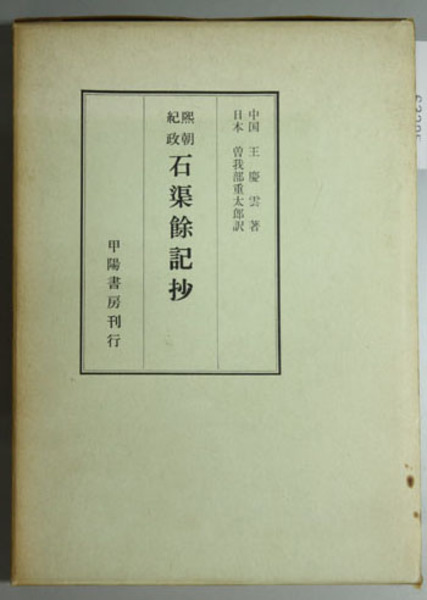 中国 王慶雲著
日本 曽我部重太郎訳
熙朝
紀政
石渠餘記抄
甲陽書房刊行